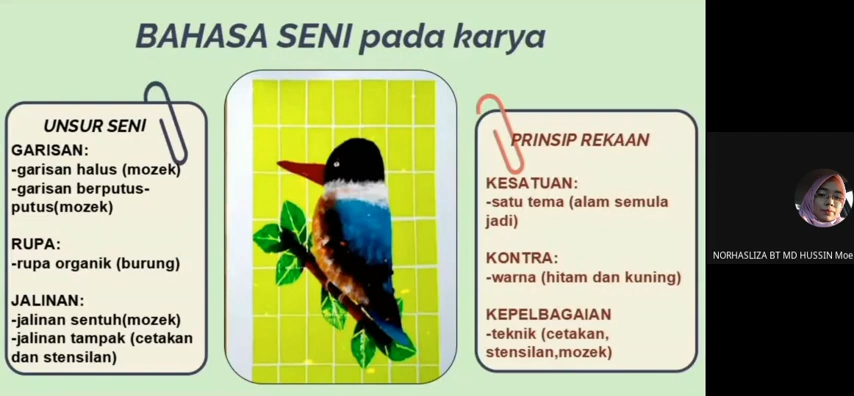 BAHASA SENI pada karya
UNSUR SENI
GARISAN:
-garisan halus (mozek)
-garisan berputus-
putus(mozek)
RUPA:
-rupa organik (burung)
JALINAN:
-jalinan sentuh(mozek)
-jalinan tampak (cetakan
dan stensilan)
PRINSIP REKAAN
KESATUAN:
-satu tema (alam semula
jadi)
KONTRA:
-warna (hitam dan kuning)
KEPELBAGAIAN
-teknik (cetakan,
stensilan,mozek)
NORHASLIZA BT MD HUSSIN Moe